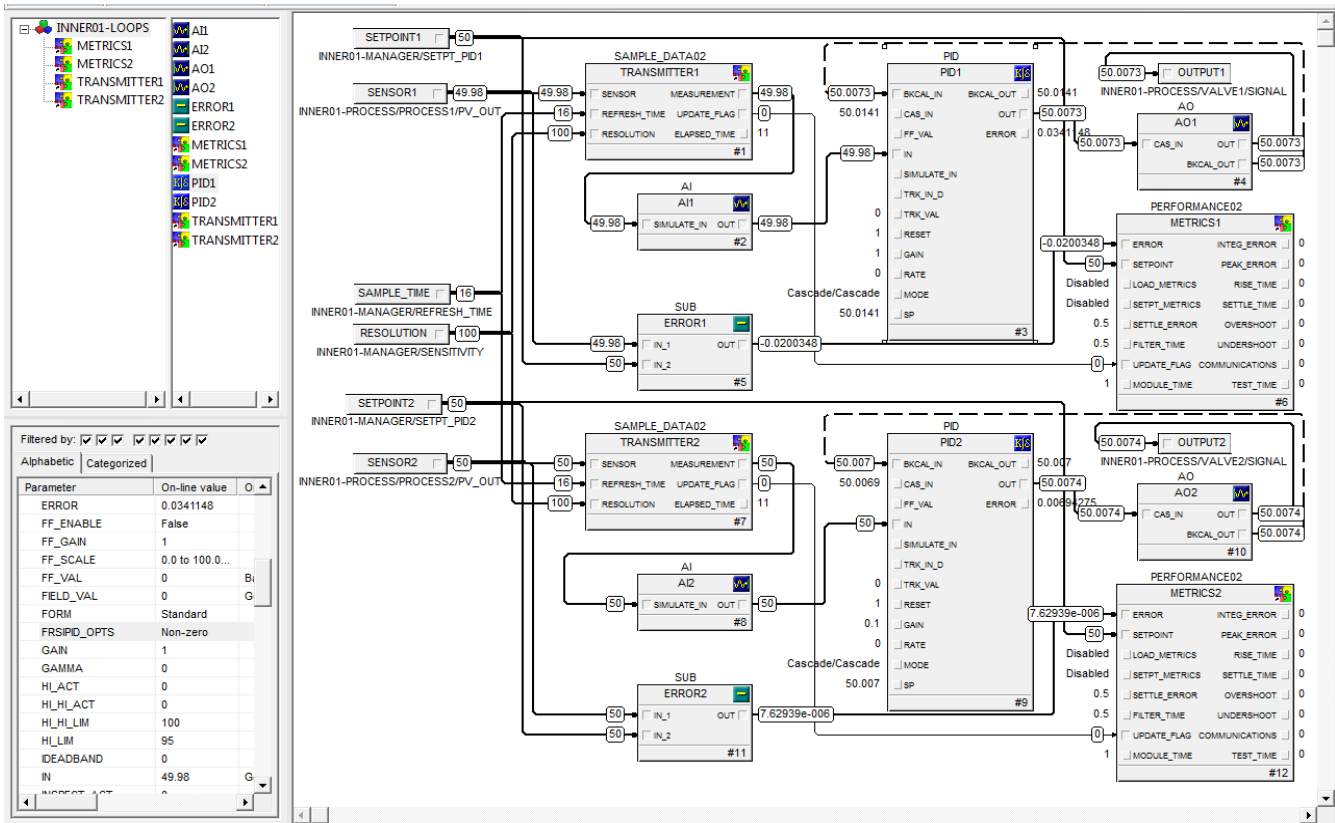 INNER01-LOOPS
METRICS1
METRICS2
TRANSMITTER1
TRANSMITTER2
AI1
AI2
AO1
AO2
ERROR1
ERROR2
METRICS1
METRICS2
PID1
PID2
TRANSMITTER1
TRANSMITTER2
Filtered by:
Alphabetic Categorized
Parameter On-line value O
ERROR 0.0341148
FF_ENABLE False
FF_GAIN 1
FF_SCALE 0.0 to 100.0...
FF_VAL 0 Ba
FIELD_VAL 0 G
FORM Standard
FRSIPID_OPTS Non-zero
GAIN 1
GAMMA 0
HI_ACT 0
HI_HI_ACT 0
HI_HI_LIM 100
HI_LIM 95
IDEADBAND 0
IN 49.98 G
SETPOINT1 50
INNER01-MANAGER/SETPT_PID1
SENSOR1 49.98
INNER01-PROCESS/PROCESS1/PV_OUT
SAMPLE_DATA02
TRANSMITTER1
49.98 SENSOR MEASUREMENT 49.98
16 REFRESH_TIME UPDATE_FLAG 0
100 RESOLUTION ELAPSED_TIME 11
#1
AI
AI1
49.98 SIMULATE_IN OUT 49.98
#2
SAMPLE_TIME 16
INNER01-MANAGER/REFRESH_TIME
RESOLUTION 100
INNER01-MANAGER/SENSITIVITY
SUB
ERROR1
49.98 IN_1 OUT -0.0200348
50 IN_2
#5
PID
PID1
50.0073 BKCAL_IN BKCAL_OUT 50.0141
50.0141 CAS_IN OUT 50.0073
FF_VAL ERROR 0.0341148
49.98 IN
SIMULATE_IN
TRK_IN_D
0 TRK_VAL
1 RESET
1 GAIN
0 RATE
Cascade/Cascade MODE
50.0141 SP
#3
50.0073 OUTPUT1
INNER01-PROCESS/VALVE1/SIGNAL
AO
AO1
50.0073 CAS_IN OUT 50.0073
BKCAL_OUT 50.0073
#4
PERFORMANCE02
METRICS1
-0.0200348 ERROR INTEG_ERROR 0
50 SETPOINT PEAK_ERROR 0
Disabled LOAD_METRICS RISE_TIME 0
Disabled SETPT_METRICS SETTLE_TIME 0
0.5 SETTLE_ERROR OVERSHOOT 0
0.5 FILTER_TIME UNDERSHOOT 0
0 UPDATE_FLAG COMMUNICATIONS 0
1 MODULE_TIME TEST_TIME 0
#6
SETPOINT2 50
INNER01-MANAGER/SETPT_PID2
SENSOR2 50
INNER01-PROCESS/PROCESS2/PV_OUT
SAMPLE_DATA02
TRANSMITTER2
50 SENSOR MEASUREMENT 50
16 REFRESH_TIME UPDATE_FLAG 0
100 RESOLUTION ELAPSED_TIME 11
#7
AI
AI2
50 SIMULATE_IN OUT 50
#8
SUB
ERROR2
50 IN_1 OUT 7.62939e-006
50 IN_2
#11
PID
PID2
50.007 BKCAL_IN BKCAL_OUT 50.007
50.0069 CAS_IN OUT 50.0074
FF_VAL ERROR 0.00694275
50 IN
SIMULATE_IN
TRK_IN_D
0 TRK_VAL
1 RESET
0.1 GAIN
0 RATE
Cascade/Cascade MODE
50.007 SP
#9
50.0074 OUTPUT2
INNER01-PROCESS/VALVE2/SIGNAL
AO
AO2
50.0074 CAS_IN OUT 50.0074
BKCAL_OUT 50.0074
#10
PERFORMANCE02
METRICS2
7.62939e-006 ERROR INTEG_ERROR 0
50 SETPOINT PEAK_ERROR 0
Disabled LOAD_METRICS RISE_TIME 0
Disabled SETPT_METRICS SETTLE_TIME 0
0.5 SETTLE_ERROR OVERSHOOT 0
0.5 FILTER_TIME UNDERSHOOT 0
0 UPDATE_FLAG COMMUNICATIONS 0
1 MODULE_TIME TEST_TIME 0
#12